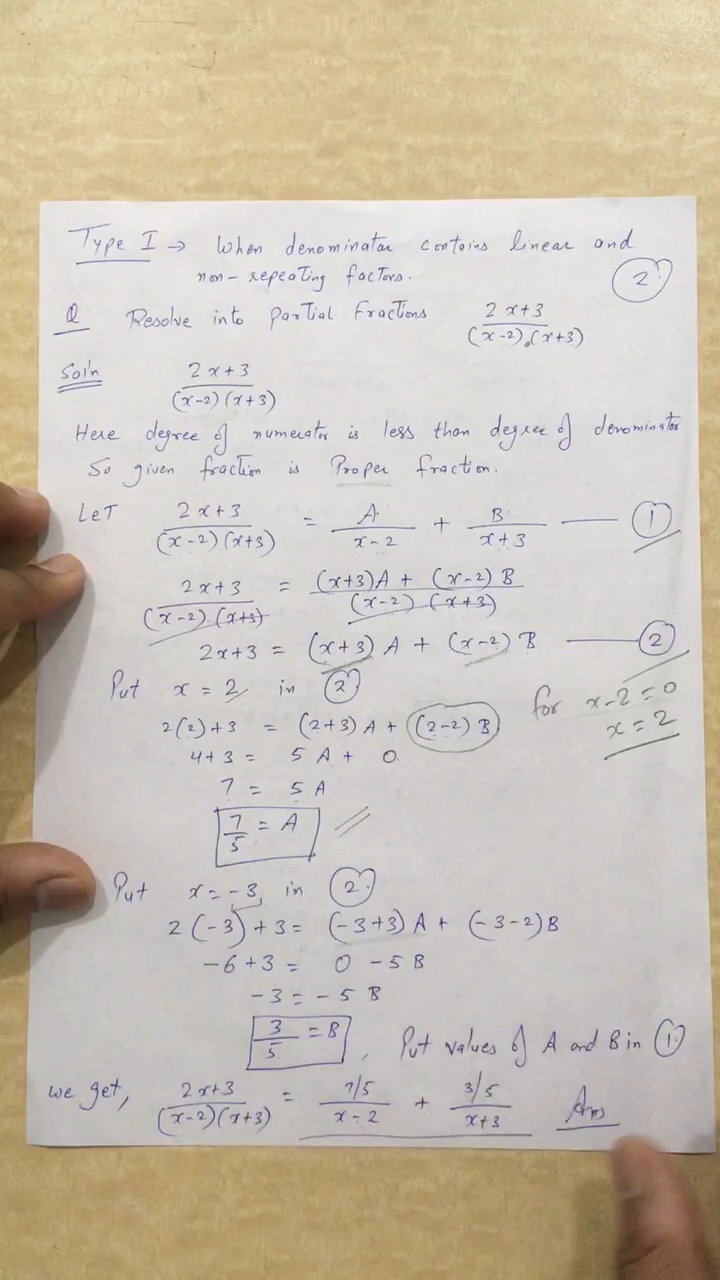 Type I → When denominator contains linear and
non-repeating factors.
2
Q Resolve into Partial Fractions (2x+3)/((x-2).(x+3))
Sol'n (2x+3)/((x-2)(x+3))
Here degree of numerator is less than degree of denominator
So given fraction is Proper fraction.
Let (2x+3)/((x-2)(x+3)) = A/(x-2) + B/(x+3) — ①
(2x+3)/((x-2).(x+3)) = ((x+3)A + (x-2)B)/((x-2)(x+3))
2x+3 = (x+3)A + (x-2)B — ②
Put x = 2, in ②
for x-2=0
x=2
2(2)+3 = (2+3)A + (2-2)B
4+3 = 5A + 0
7 = 5A
7/5 = A
Put x=-3, in ②
2(-3)+3 = (-3+3)A + (-3-2)B
-6+3 = 0 -5B
-3 = -5B
3/5 = B, Put values of A and B in ①
we get, (2x+3)/((x-2)(x+3)) = (7/5)/(x-2) + (3/5)/(x+3) Ans